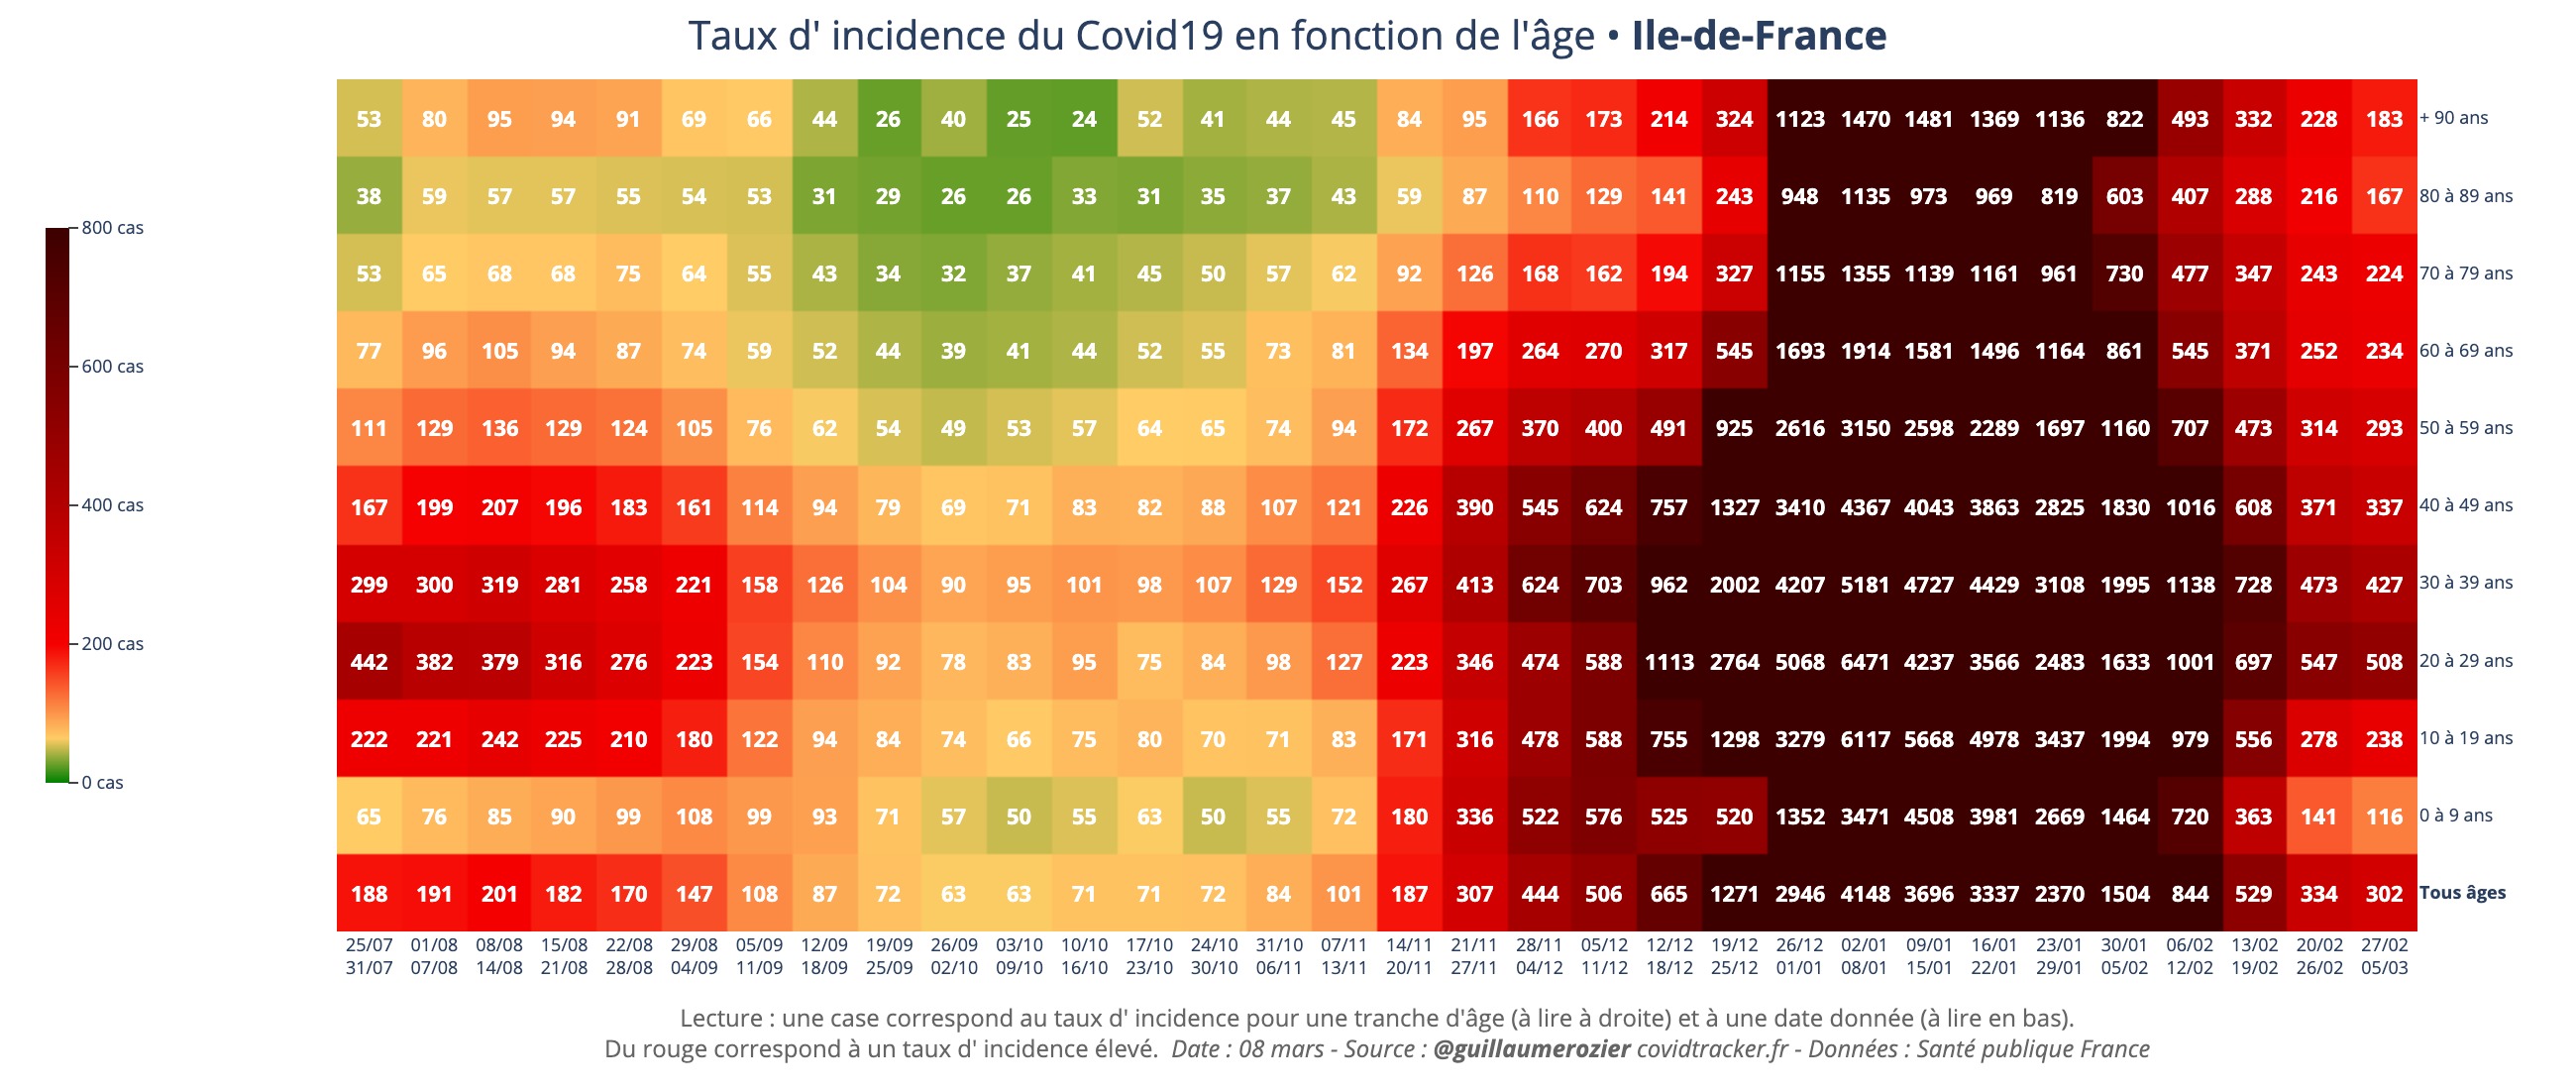 Taux d' incidence du Covid19 en fonction de l'âge • Ile-de-France
800 cas
600 cas
400 cas
200 cas
0 cas
53 80 95 94 91 69 66 44 26 40 25 24 52 41 44 45 84 95 166 173 214 324 1123 1470 1481 1369 1136 822 493 332 228 183 + 90 ans
38 59 57 57 55 54 53 31 29 26 26 33 31 35 37 43 59 87 110 129 141 243 948 1135 973 969 819 603 407 288 216 167 80 à 89 ans
53 65 68 68 75 64 55 43 34 32 37 41 45 50 57 62 92 126 168 162 194 327 1155 1355 1139 1161 961 730 477 347 243 224 70 à 79 ans
77 96 105 94 87 74 59 52 44 39 41 44 52 55 73 81 134 197 264 270 317 545 1693 1914 1581 1496 1164 861 545 371 252 234 60 à 69 ans
111 129 136 129 124 105 76 62 54 49 53 57 64 65 74 94 172 267 370 400 491 925 2616 3150 2598 2289 1697 1160 707 473 314 293 50 à 59 ans
167 199 207 196 183 161 114 94 79 69 71 83 82 88 107 121 226 390 545 624 757 1327 3410 4367 4043 3863 2825 1830 1016 608 371 337 40 à 49 ans
299 300 319 281 258 221 158 126 104 90 95 101 98 107 129 152 267 413 624 703 962 2002 4207 5181 4727 4429 3108 1995 1138 728 473 427 30 à 39 ans
442 382 379 316 276 223 154 110 92 78 83 95 75 84 98 127 223 346 474 588 1113 2764 5068 6471 4237 3566 2483 1633 1001 697 547 508 20 à 29 ans
222 221 242 225 210 180 122 94 84 74 66 75 80 70 71 83 171 316 478 588 755 1298 3279 6117 5668 4978 3437 1994 979 556 278 238 10 à 19 ans
65 76 85 90 99 108 99 93 71 57 50 55 63 50 55 72 180 336 522 576 525 520 1352 3471 4508 3981 2669 1464 720 363 141 116 0 à 9 ans
188 191 201 182 170 147 108 87 72 63 63 71 71 72 84 101 187 307 444 506 665 1271 2946 4148 3696 3337 2370 1504 844 529 334 302 Tous âges
25/07 01/08 08/08 15/08 22/08 29/08 05/09 12/09 19/09 26/09 03/10 10/10 17/10 24/10 31/10 07/11 14/11 21/11 28/11 05/12 12/12 19/12 26/12 02/01 09/01 16/01 23/01 30/01 06/02 13/02 20/02 27/02
31/07 07/08 14/08 21/08 28/08 04/09 11/09 18/09 25/09 02/10 09/10 16/10 23/10 30/10 06/11 13/11 20/11 27/11 04/12 11/12 18/12 25/12 01/01 08/01 15/01 22/01 29/01 05/02 12/02 19/02 26/02 05/03
Lecture : une case correspond au taux d' incidence pour une tranche d'âge (à lire à droite) et à une date donnée (à lire en bas).
Du rouge correspond à un taux d' incidence élevé. Date : 08 mars - Source : @guillaumerozier covidtracker.fr - Données : Santé publique France